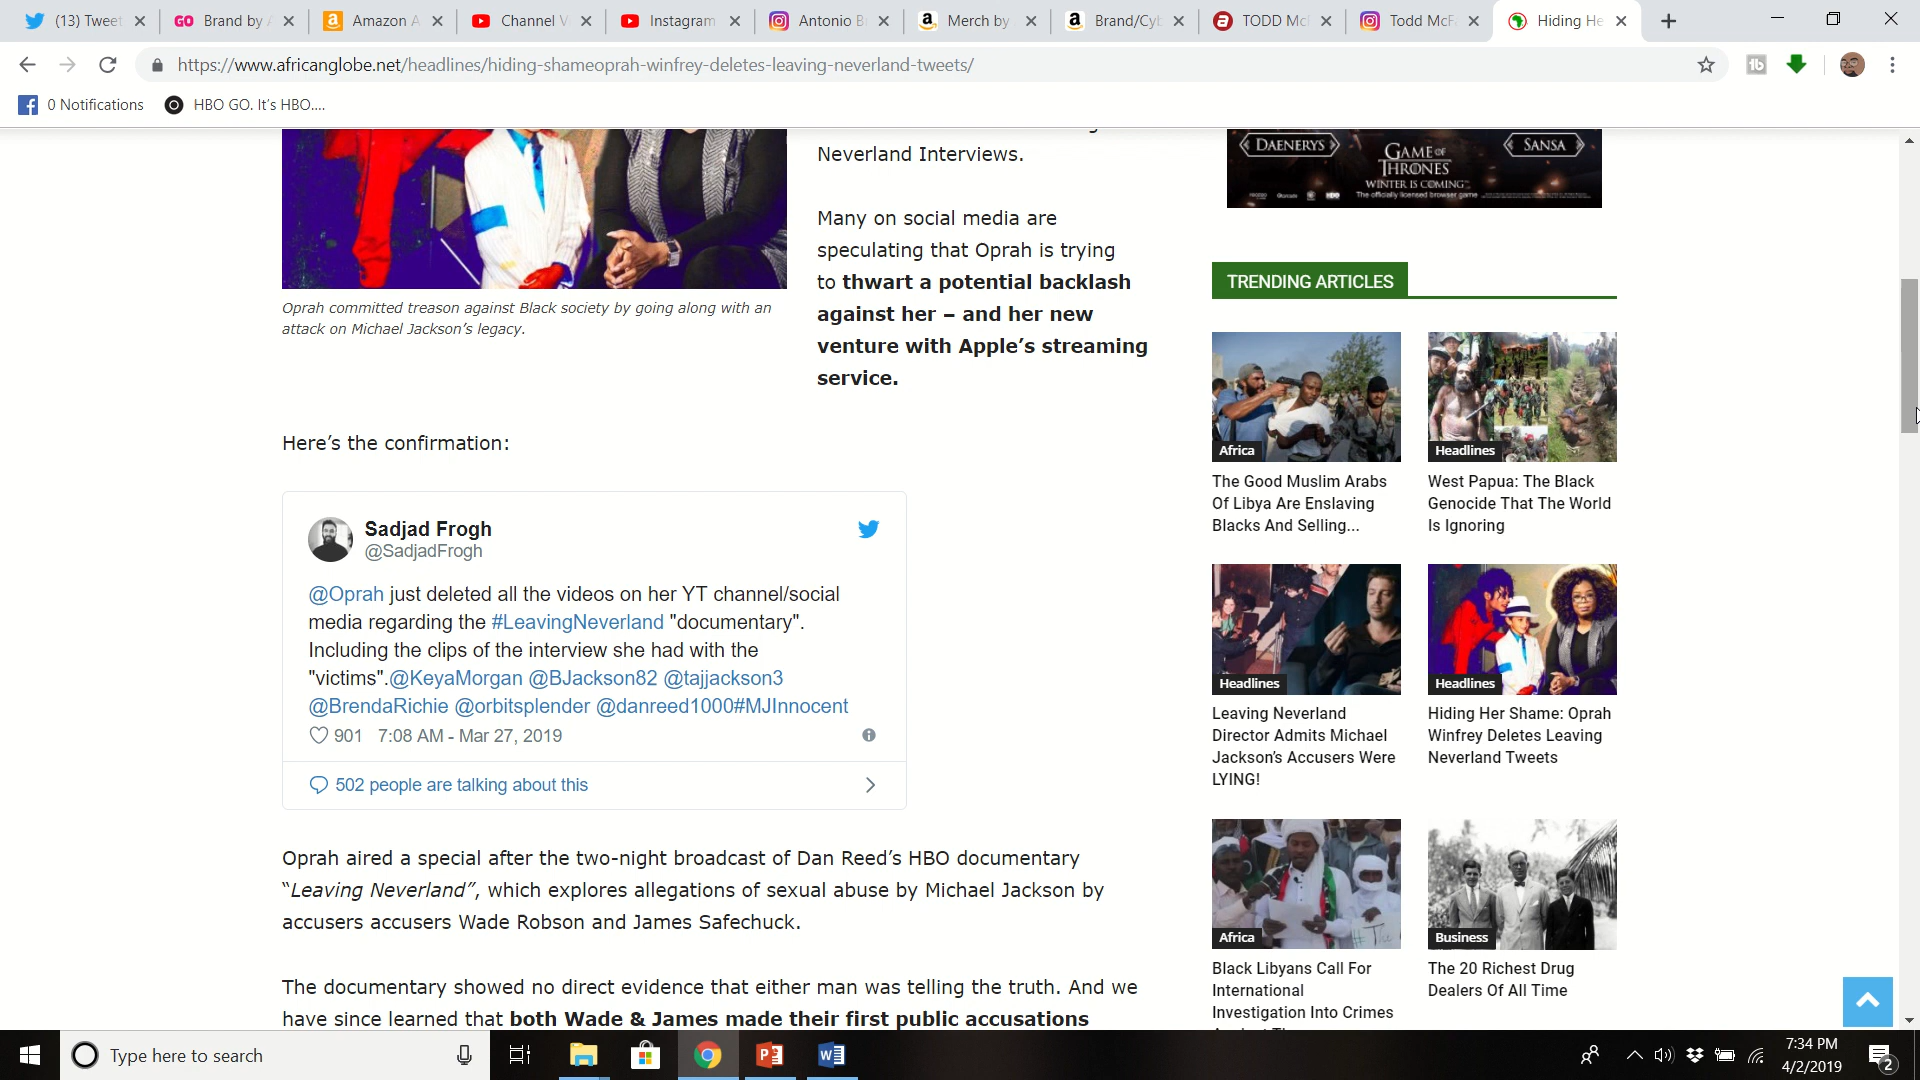 (13) Tweet
Brand by A
Amazon A
Channel V
Instagram
Antonio B
Merch by
Brand/Cyb
TODD Mc
Todd McF
Hiding He
https://www.africanglobe.net/headlines/hiding-shameoprah-winfrey-deletes-leaving-neverland-tweets/
0 Notifications
HBO GO. It's HBO....
Neverland Interviews.
Many on social media are
speculating that Oprah is trying
to thwart a potential backlash
against her – and her new
venture with Apple’s streaming
service.
Oprah committed treason against Black society by going along with an
attack on Michael Jackson’s legacy.
Here’s the confirmation:
Sadjad Frogh
@SadjadFrogh
@Oprah just deleted all the videos on her YT channel/social
media regarding the #LeavingNeverland "documentary".
Including the clips of the interview she had with the
"victims".@KeyaMorgan @BJackson82 @tajjackson3
@BrendaRichie @orbitsplender @danreed1000#MJInnocent
901 7:08 AM - Mar 27, 2019
502 people are talking about this
Oprah aired a special after the two-night broadcast of Dan Reed’s HBO documentary
“Leaving Neverland”, which explores allegations of sexual abuse by Michael Jackson by
accusers accusers Wade Robson and James Safechuck.
The documentary showed no direct evidence that either man was telling the truth. And we
have since learned that both Wade & James made their first public accusations
DAENERYS
GAME OF
THRONES
WINTER IS COMING
SANSA
The officially licensed browser game
TRENDING ARTICLES
Africa
The Good Muslim Arabs
Of Libya Are Enslaving
Blacks And Selling...
Headlines
West Papua: The Black
Genocide That The World
Is Ignoring
Headlines
Leaving Neverland
Director Admits Michael
Jackson’s Accusers Were
LYING!
Headlines
Hiding Her Shame: Oprah
Winfrey Deletes Leaving
Neverland Tweets
Africa
Black Libyans Call For
International
Investigation Into Crimes
Business
The 20 Richest Drug
Dealers Of All Time
Type here to search
7:34 PM
4/2/2019
2